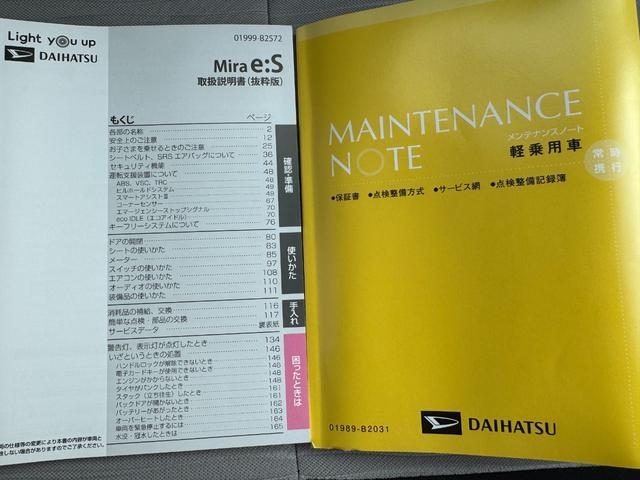 Light you up
DAIHATSU
01999-B2572
Mira e:S
取扱説明書(抜粋版)
もくじ
ページ
各部の名称 2
安全上のご注意 12
お子さまを乗せるときのご注意 25
シートベルト、SRSエアバッグについて 36
セキュリティ機能 44
運転支援装置について 48
ABS、VSC、TRC 48
ヒルホールドシステム 49
スマートアシストⅢ 49
コーナーセンサー 67
エマージェンシーストップシグナル 70
eco IDLE(エコアイドル) 70
キーフリーシステムについて 76
確認・準備
ドアの開閉 80
シートの使いかた 83
メーター 85
スイッチの使いかた 97
エアコンの使いかた 108
オーディオの使いかた 110
装備品の使いかた 111
使いかた
消耗品の補給、交換 116
簡単な点検・部品の交換 117
サービスデータ 裏表紙
手入れ
警告灯、表示灯が点灯したとき 134
いざというときの処置 146
ハンドルロックが解除できないとき 146
電子カードキーが使用できないとき 146
エンジンがかからないとき 148
タイヤがパンクしたとき 148
スタック(立ち往生)したとき 161
バックドアが開かないとき 161
バッテリーがあがったとき 162
オーバーヒートしたとき 163
車両を緊急停止するには 164
水没・冠水したときは 165
困ったときは
MAINTENANCE
NOTE
メンテナンスノート
軽乗用車
常時
携行
●保証書 ●点検整備方式 ●サービス網 ●点検整備記録簿
01989-B2031
DAIHATSU